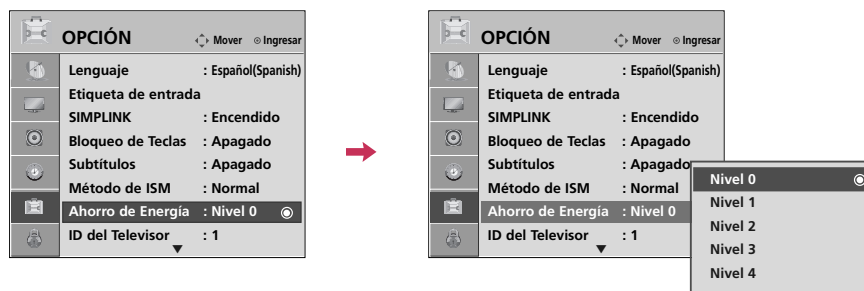 OPCIÓN Mover Ingresar
Lenguaje : Español(Spanish)
Etiqueta de entrada
SIMPLINK : Encendido
Bloqueo de Teclas : Apagado
Subtítulos : Apagado
Método de ISM : Normal
Ahorro de Energía : Nivel 0
ID del Televisor : 1
OPCIÓN Mover Ingresar
Lenguaje : Español(Spanish)
Etiqueta de entrada
SIMPLINK : Encendido
Bloqueo de Teclas : Apagado
Subtítulos : Apagado
Método de ISM : Normal
Ahorro de Energía : Nivel 0
ID del Televisor : 1
Nivel 0
Nivel 1
Nivel 2
Nivel 3
Nivel 4